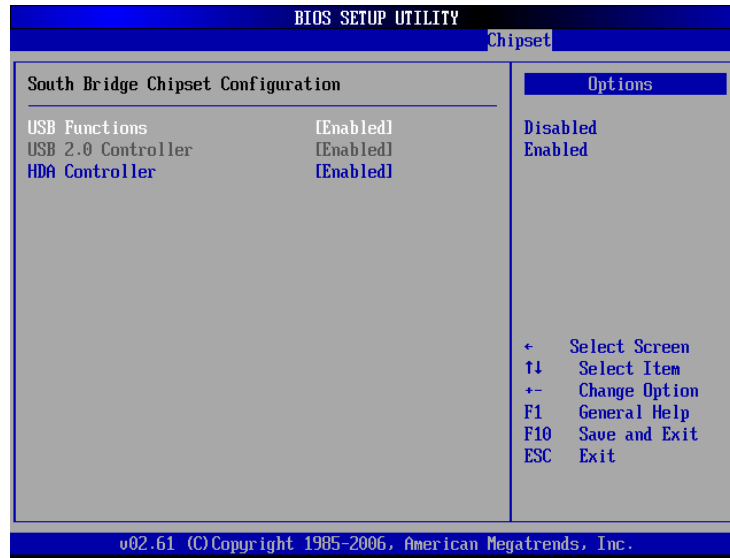 BIOS SETUP UTILITY
Chipset
South Bridge Chipset Configuration
USB Functions [Enabled]
USB 2.0 Controller [Enabled]
HDA Controller [Enabled]
Options
Disabled
Enabled
← Select Screen
↑↓ Select Item
+- Change Option
F1 General Help
F10 Save and Exit
ESC Exit
v02.61 (C)Copyright 1985-2006, American Megatrends, Inc.